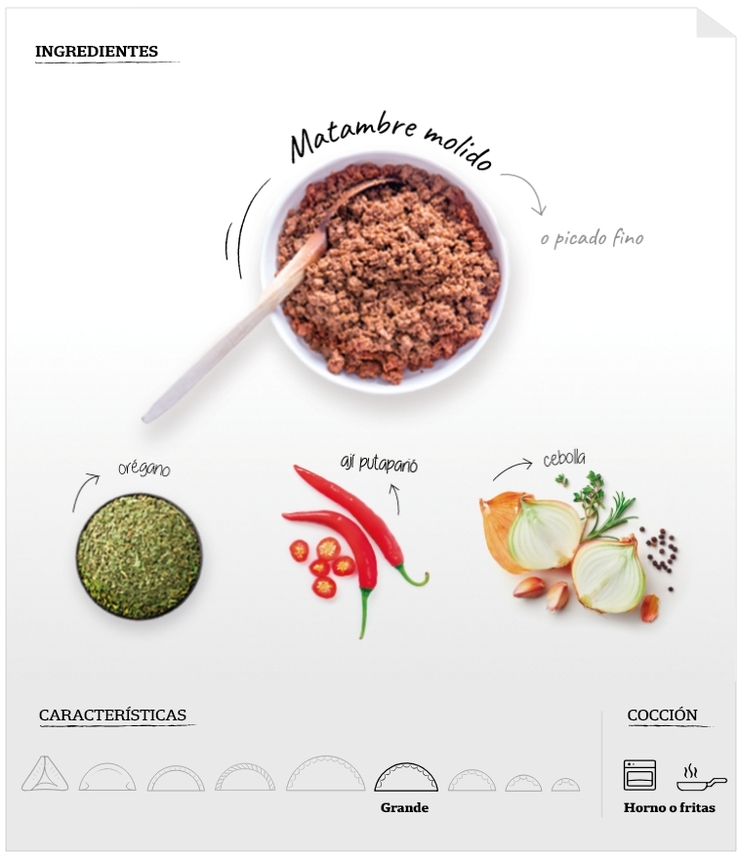 INGREDIENTES
Matambre molido
o picado fino
orégano
ají putaparió
cebolla
CARACTERÍSTICAS
COCCIÓN
Grande
Horno o fritas